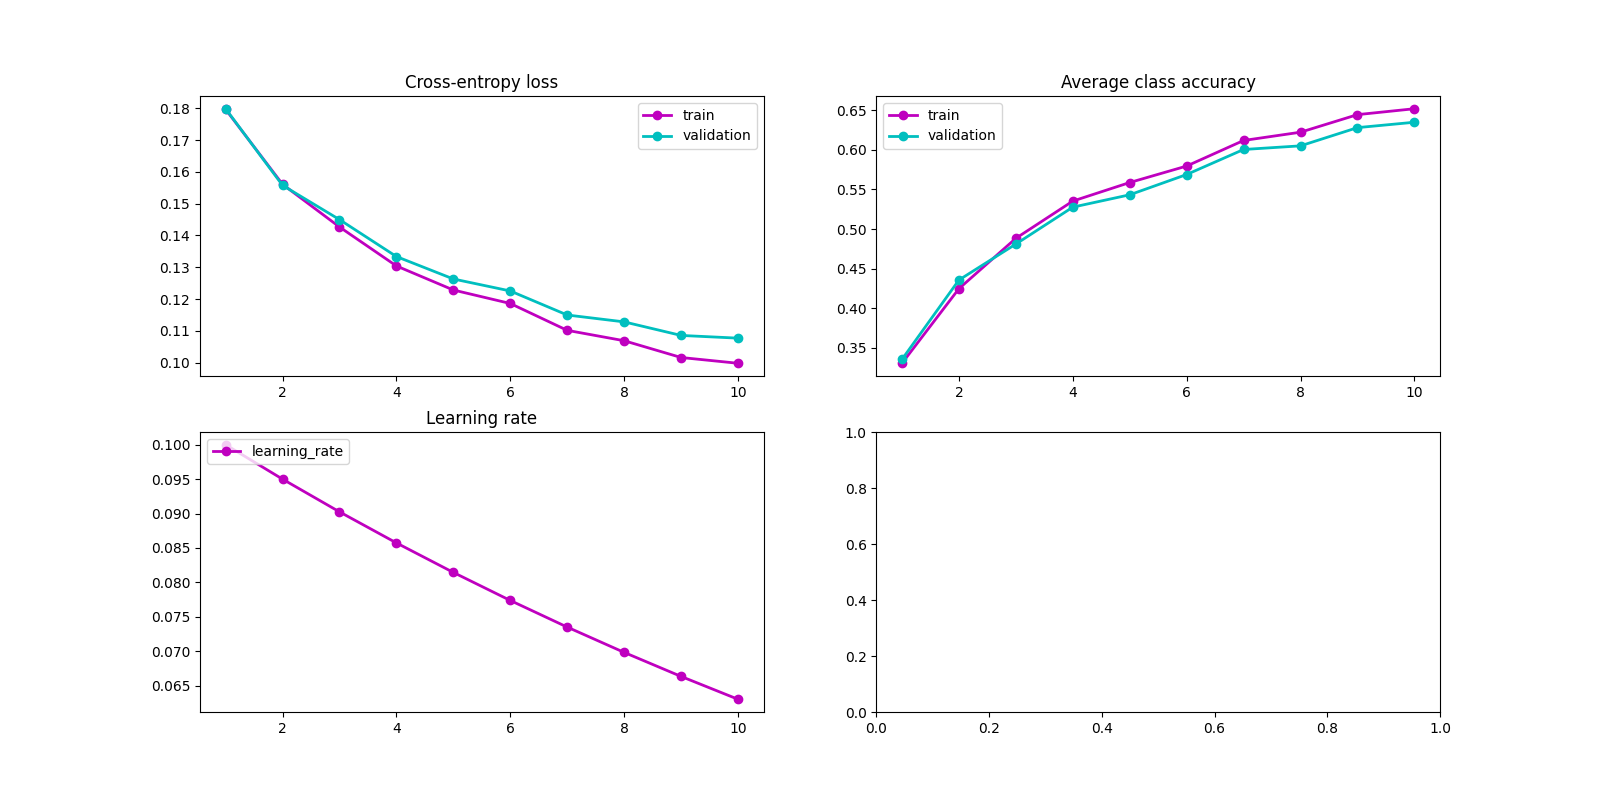 Cross-entropy loss
0.18
0.17
0.16
0.15
0.14
0.13
0.12
0.11
0.10
train
validation
2 4 6 8 10
Average class accuracy
0.65
0.60
0.55
0.50
0.45
0.40
0.35
train
validation
2 4 6 8 10
Learning rate
0.100
0.095
0.090
0.085
0.080
0.075
0.070
0.065
learning_rate
2 4 6 8 10
1.0
0.8
0.6
0.4
0.2
0.0
0.0 0.2 0.4 0.6 0.8 1.0